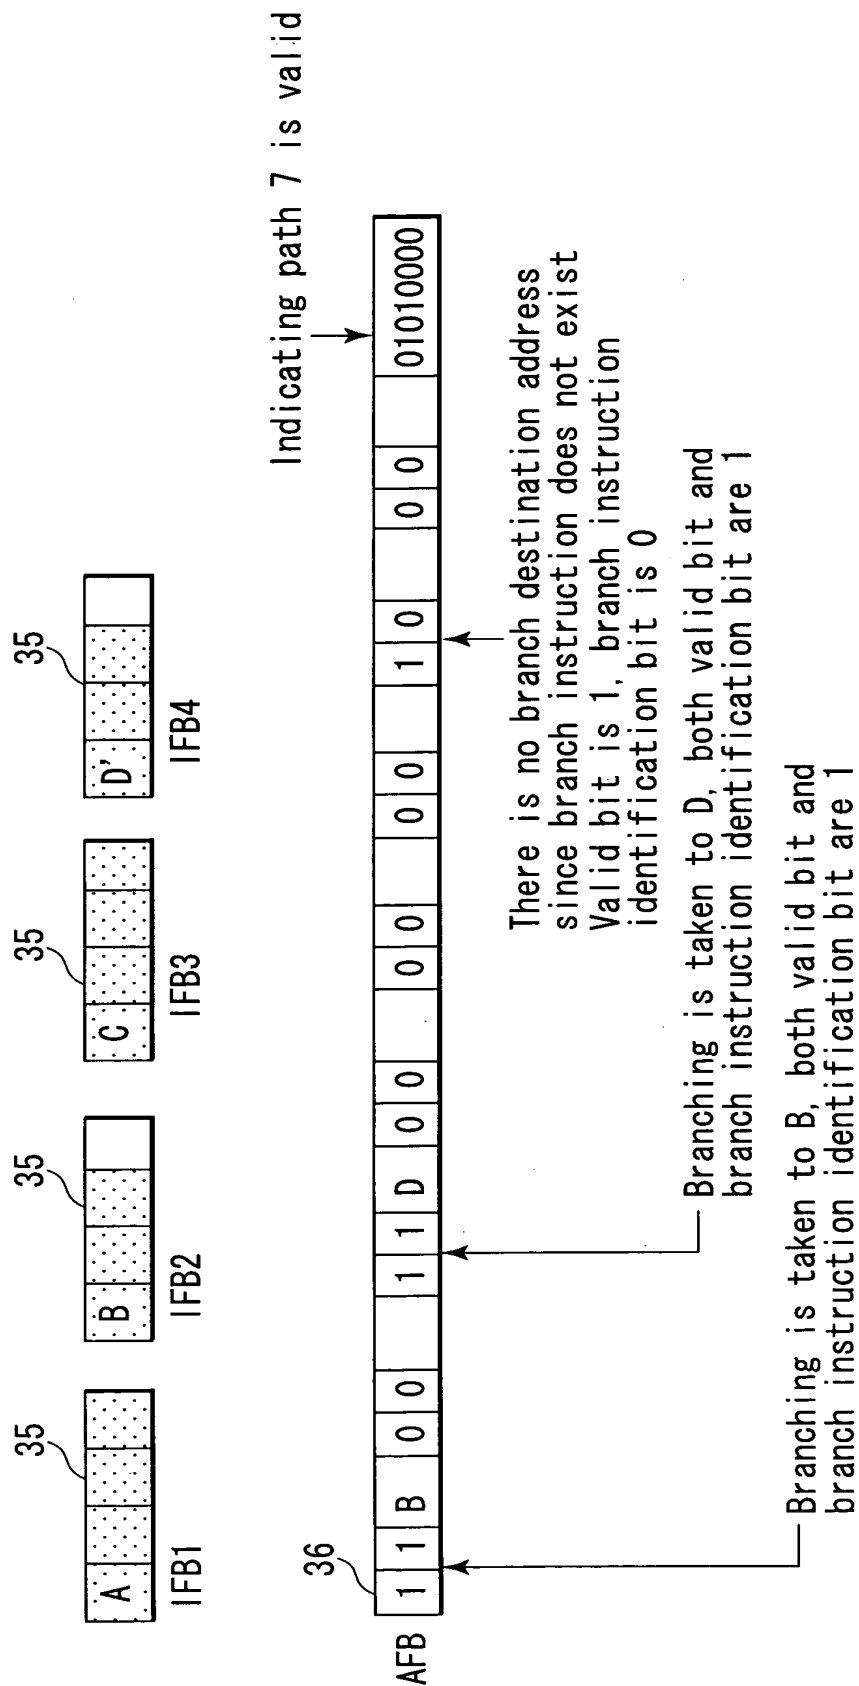 35 35 35 35
A B C D'
IFB1 IFB2 IFB3 IFB4
Indicating path 7 is valid
36
AFB 1 1 B 0 0 1 1 D 0 0 0 0 0 0 1 0 0 0 01010000
There is no branch destination address
since branch instruction does not exist
Valid bit is 1, branch instruction
identification bit is 0
Branching is taken to D, both valid bit and
branch instruction identification bit are 1
Branching is taken to B, both valid bit and
branch instruction identification bit are 1